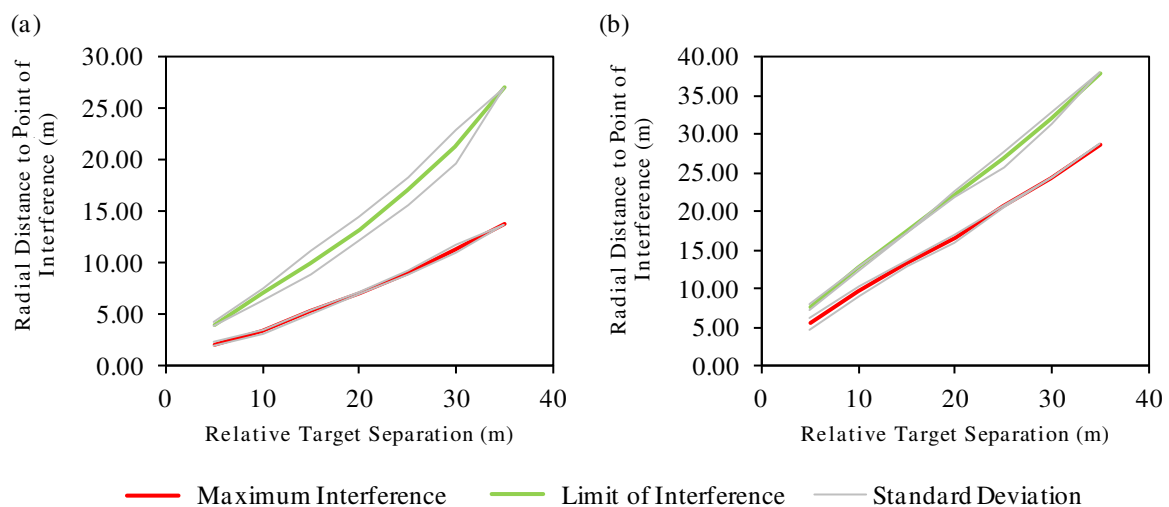 (a)
Radial Distance to Point of
Interference (m)
30.00
25.00
20.00
15.00
10.00
5.00
0.00
0
10
20
30
40
Relative Target Separation (m)
(b)
Radial Distance to Point of
Interference (m)
40.00
35.00
30.00
25.00
20.00
15.00
10.00
5.00
0.00
0
10
20
30
40
Relative Target Separation (m)
Maximum Interference
Limit of Interference
Standard Deviation